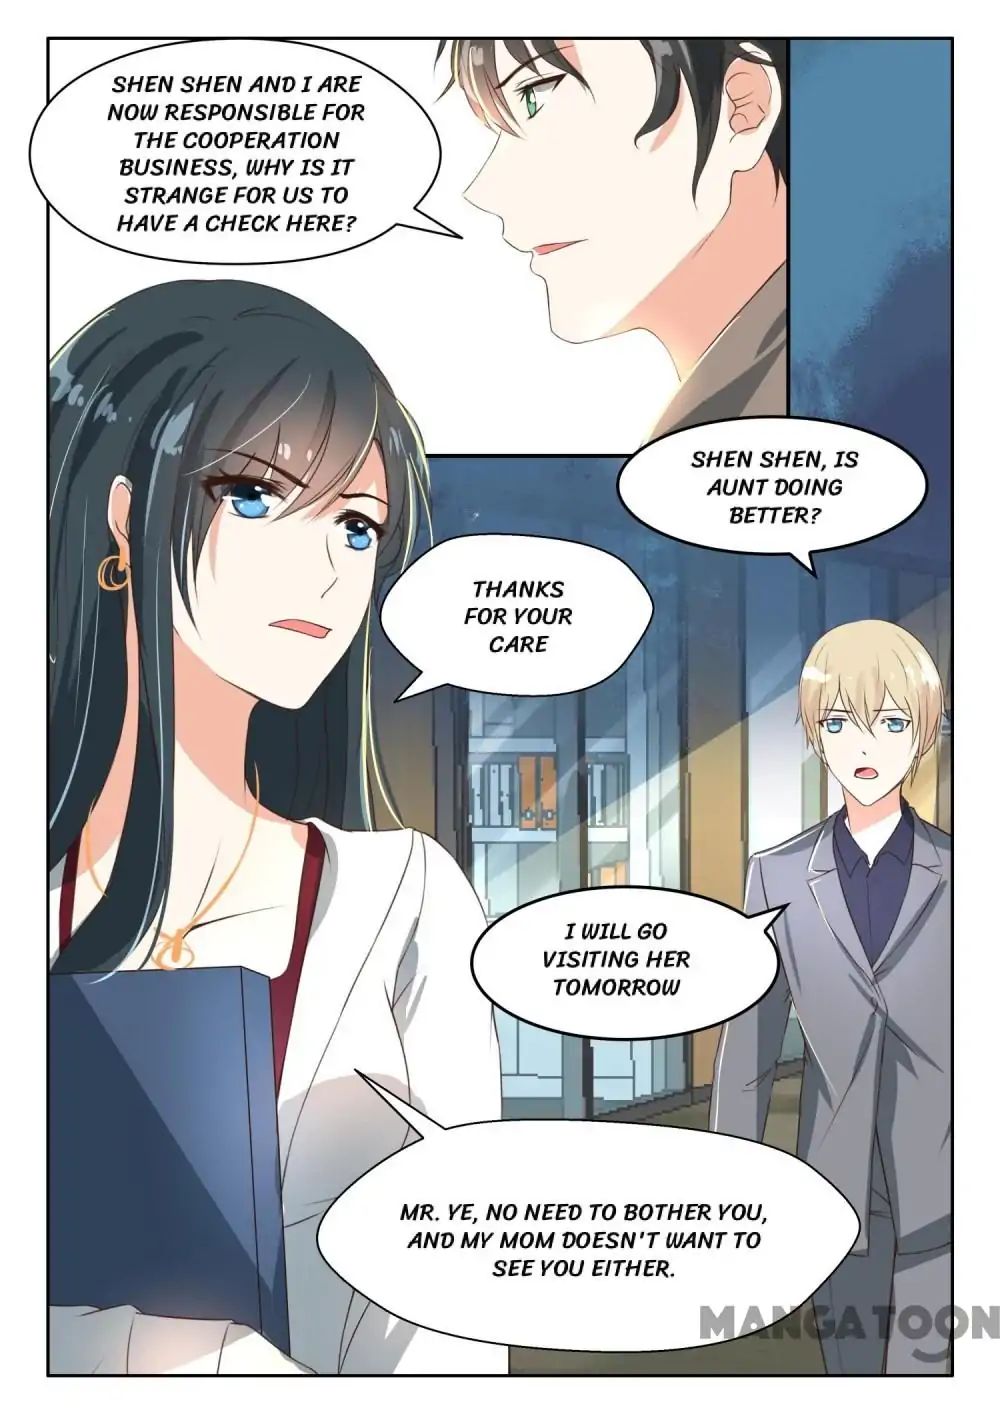 SHEN SHEN AND I ARE
NOW RESPONSIBLE FOR
THE COOPERATION
BUSINESS, WHY IS IT
STRANGE FOR US TO
HAVE A CHECK HERE?
SHEN SHEN, IS
AUNT DOING
BETTER?
THANKS
FOR YOUR
CARE
I WILL GO
VISITING HER
TOMORROW
MR. YE, NO NEED TO BOTHER YOU,
AND MY MOM DOESN'T WANT TO
SEE YOU EITHER.
MANGATOON